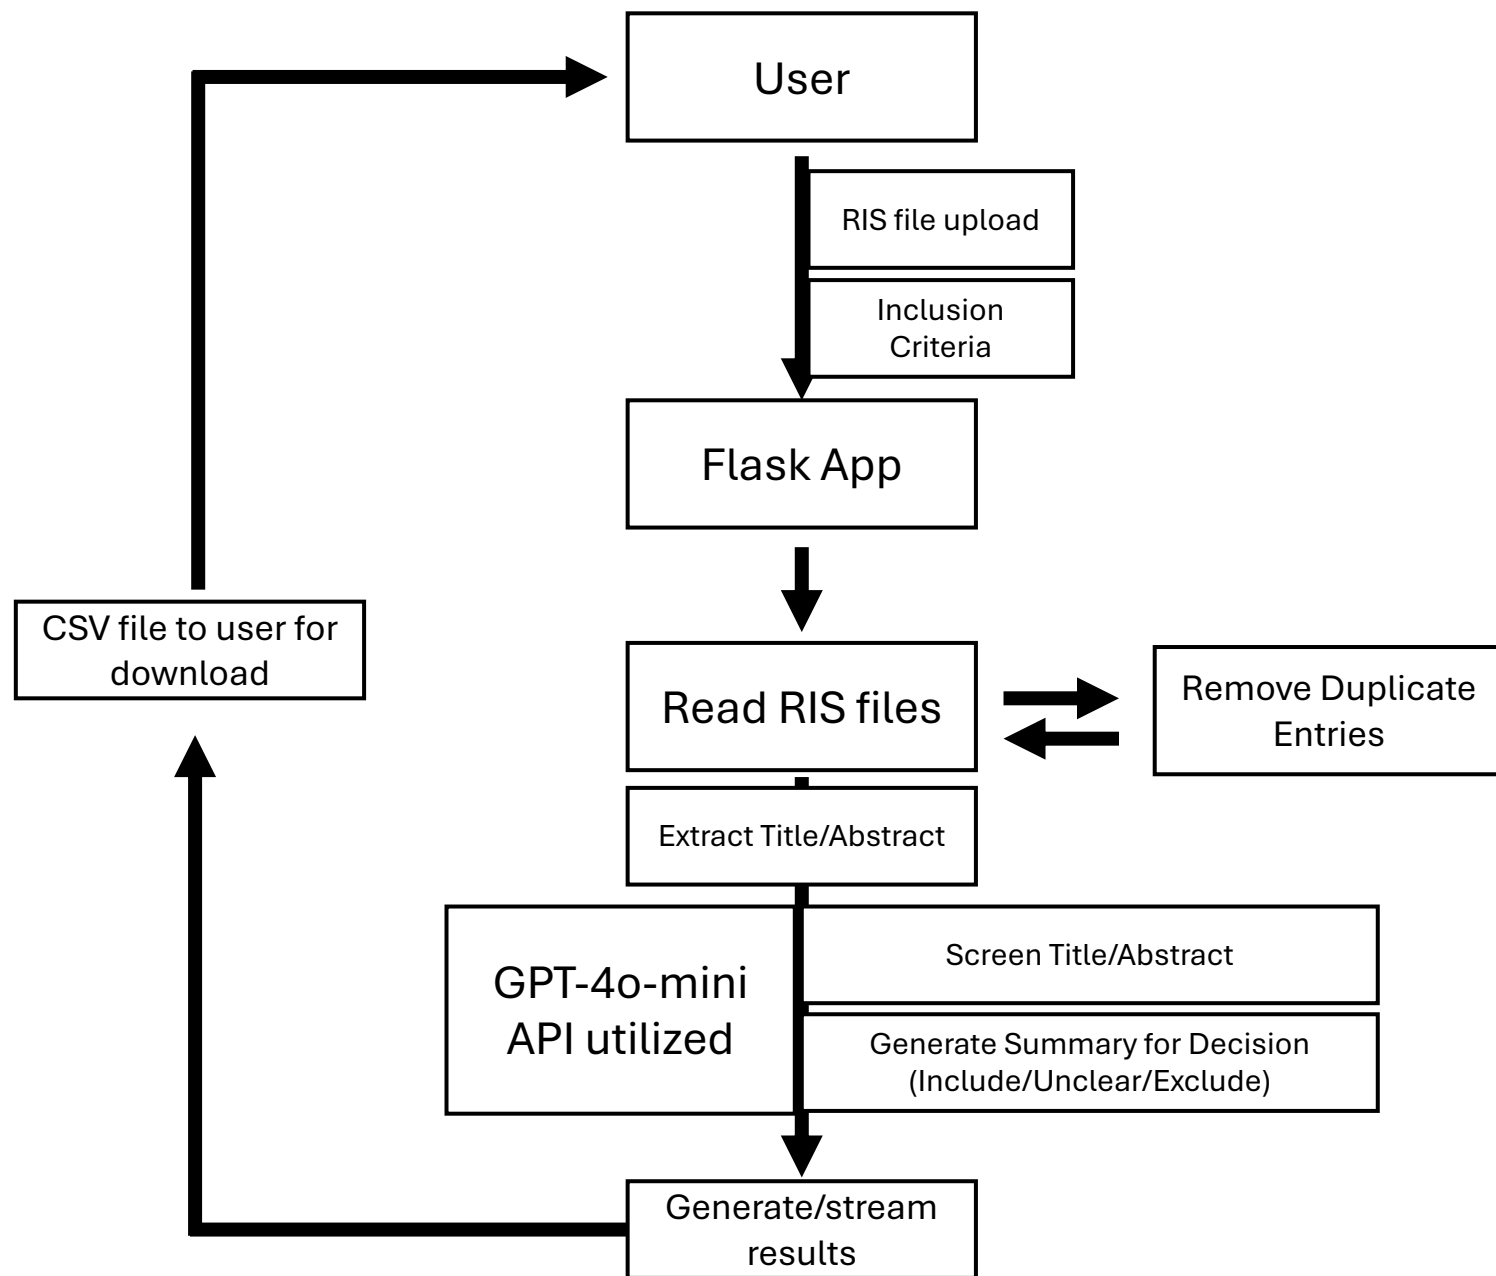 User
RIS file upload
Inclusion
Criteria
Flask App
CSV file to user for
download
Read RIS files
Remove Duplicate
Entries
Extract Title/Abstract
GPT-4o-mini
API utilized
Screen Title/Abstract
Generate Summary for Decision
(Include/Unclear/Exclude)
Generate/stream
results